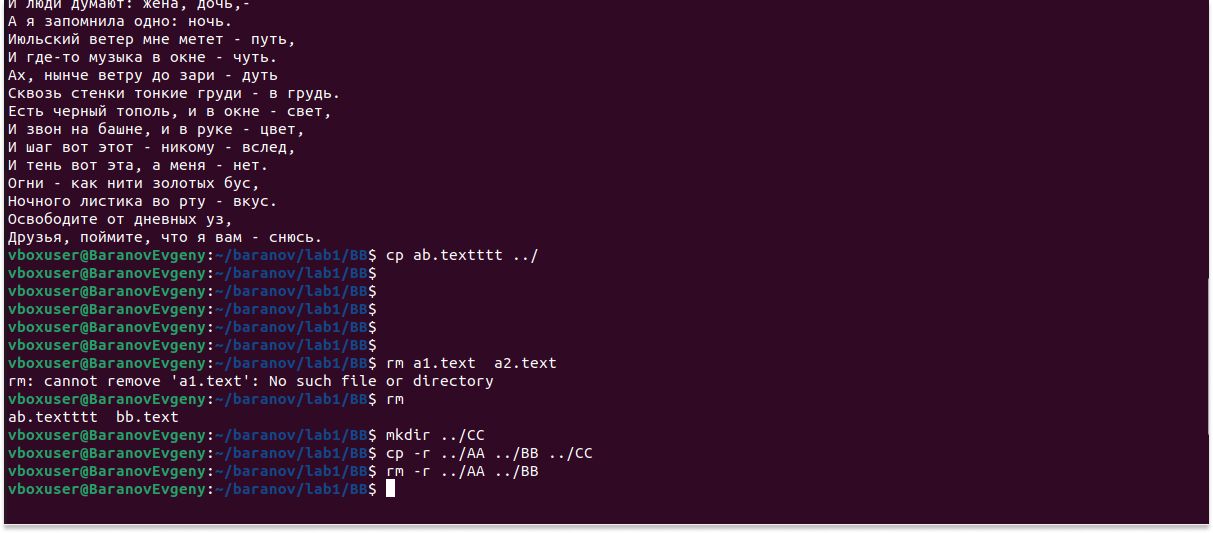 И люди думают: жена, дочь,-
А я запомнила одно: ночь.
Июльский ветер мне метет - путь,
И где-то музыка в окне - чуть.
Ах, нынче ветру до зари - дуть
Сквозь стенки тонкие груди - в грудь.
Есть черный тополь, и в окне - свет,
И звон на башне, и в руке - цвет,
И шаг вот этот - никому - вслед,
И тень вот эта, а меня - нет.
Огни - как нити золотых бус,
Ночного листика во рту - вкус.
Освободите от дневных уз,
Друзья, поймите, что я вам - снюсь.
vboxuser@BaranovEvgeny:~/baranov/lab1/BB$ cp ab.textttt ../
vboxuser@BaranovEvgeny:~/baranov/lab1/BB$
vboxuser@BaranovEvgeny:~/baranov/lab1/BB$
vboxuser@BaranovEvgeny:~/baranov/lab1/BB$
vboxuser@BaranovEvgeny:~/baranov/lab1/BB$
vboxuser@BaranovEvgeny:~/baranov/lab1/BB$
vboxuser@BaranovEvgeny:~/baranov/lab1/BB$ rm a1.text  a2.text
rm: cannot remove 'a1.text': No such file or directory
vboxuser@BaranovEvgeny:~/baranov/lab1/BB$ rm
ab.textttt  bb.text
vboxuser@BaranovEvgeny:~/baranov/lab1/BB$ mkdir ../CC
vboxuser@BaranovEvgeny:~/baranov/lab1/BB$ cp -r ../AA ../BB ../CC
vboxuser@BaranovEvgeny:~/baranov/lab1/BB$ rm -r ../AA ../BB
vboxuser@BaranovEvgeny:~/baranov/lab1/BB$